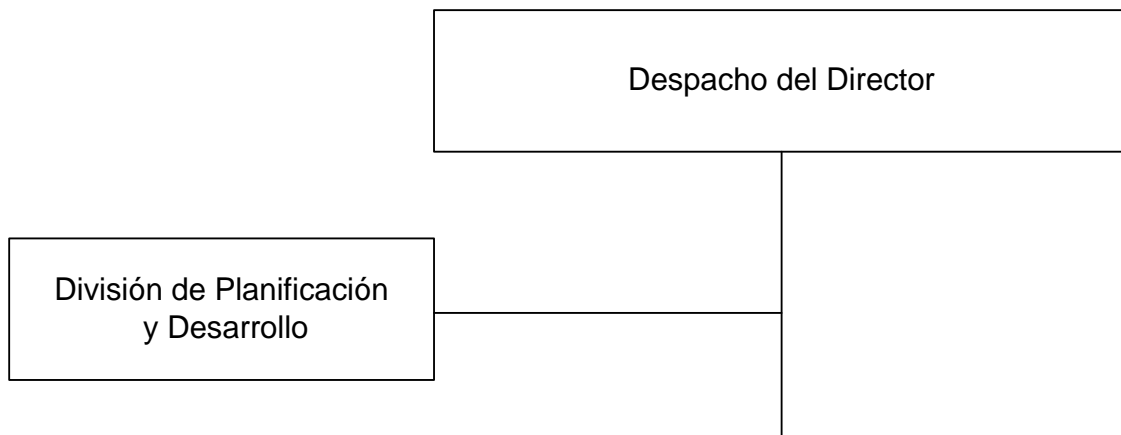 Despacho del Director
División de Planificación
y Desarrollo